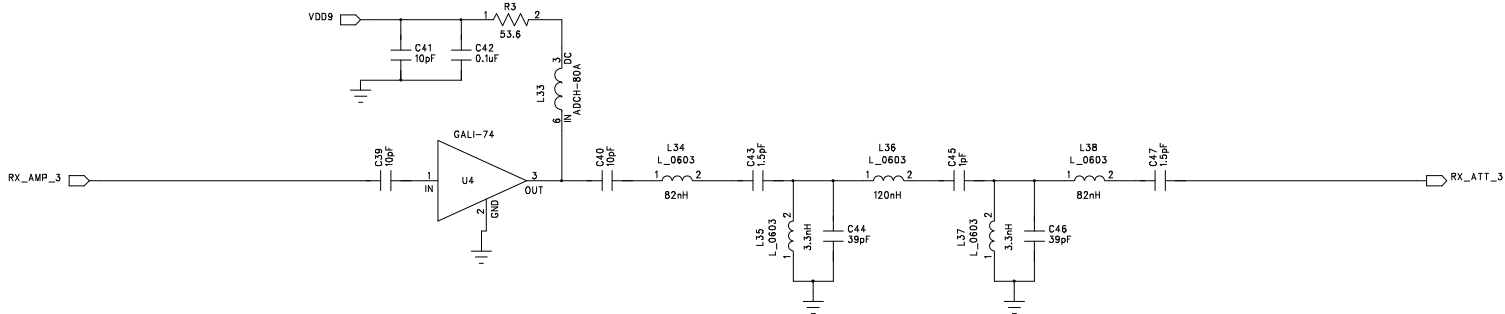 VDD9
1
R3
2
53.6
C41
10pF
C42
0.1uF
3
DC
L33
ADCH-80A
6
IN
GALI-74
C39
10pF
1
IN
U4
3
OUT
2
GND
RX_AMP_3
C40
10pF
L34
L_0603
1
2
82nH
C43
1.5pF
L36
L_0603
1
2
120nH
C45
1pF
L38
L_0603
1
2
82nH
C47
1.5pF
RX_ATT_3
L35
L_0603
2
1
3.3nH
C44
39pF
L37
L_0603
2
1
3.3nH
C46
39pF